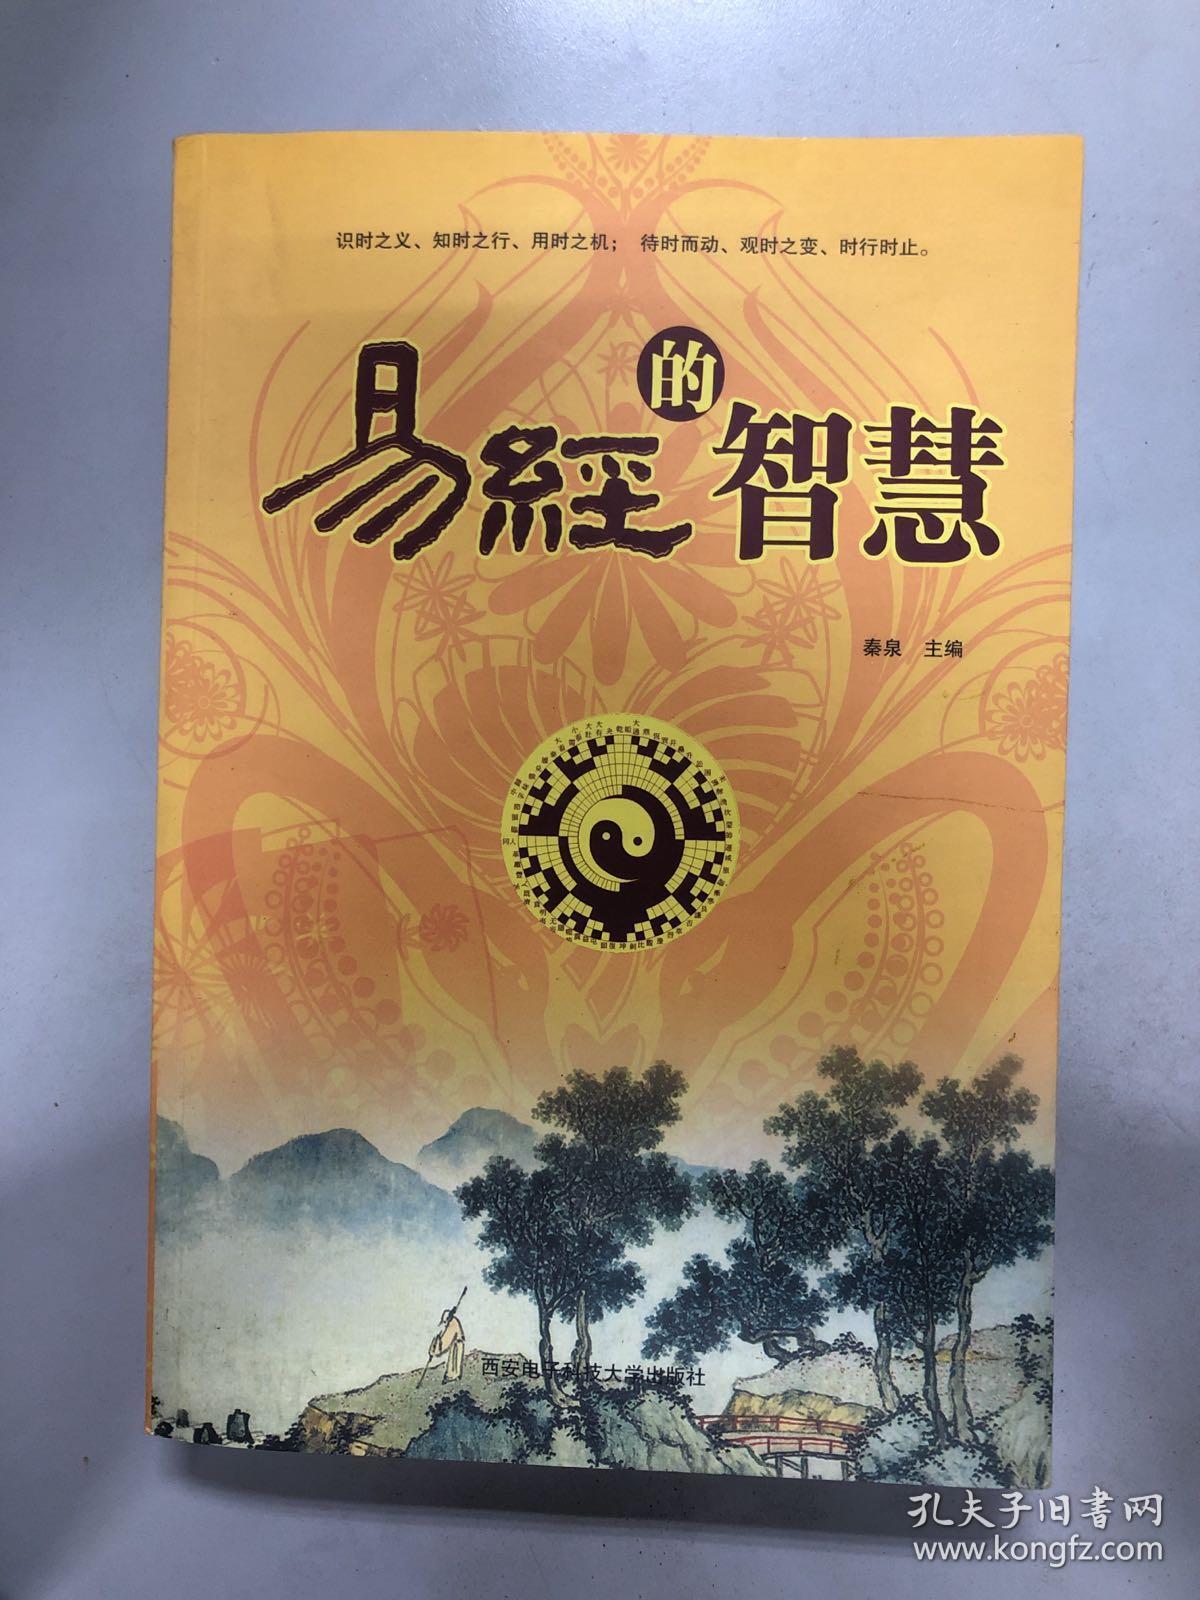 识时之义、知时之行、用时之机； 待时而动、观时之变、时行时止。
易經的智慧
秦泉 主编
西安电子科技大学出版社
孔夫子旧书网
www.kongfz.com